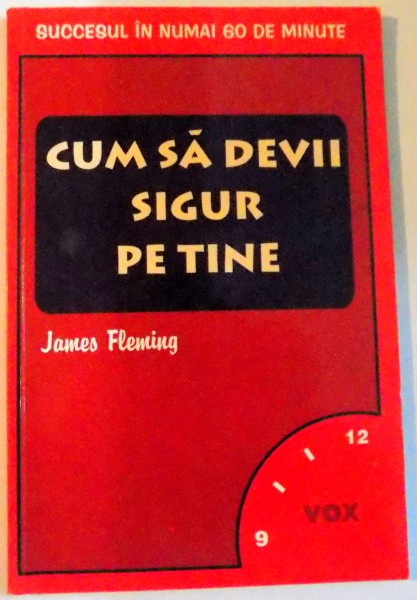 SUCCESUL ÎN NUMAI 60 DE MINUTE
CUM SĂ DEVII
SIGUR
PE TINE
James Fleming
12
9
VOX